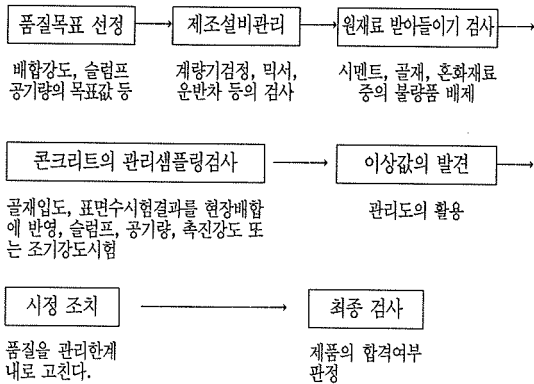 품질목표 선정
제조설비관리
원재료 받아들이기 검사
배합강도, 슬럼프
공기량의 목표값 등
계량기검정, 믹서,
운반차 등의 검사
시멘트, 골재, 혼화재료
중의 불량품 배제
콘크리트의 관리샘플링검사
이상값의 발견
골재입도, 표면수시험결과를 현장배합
에 반영, 슬럼프, 공기량, 촉진강도 또
는 조기강도시험
관리도의 활용
시정 조치
최종 검사
품질을 관리한계
내로 고친다.
제품의 합격여부
판정